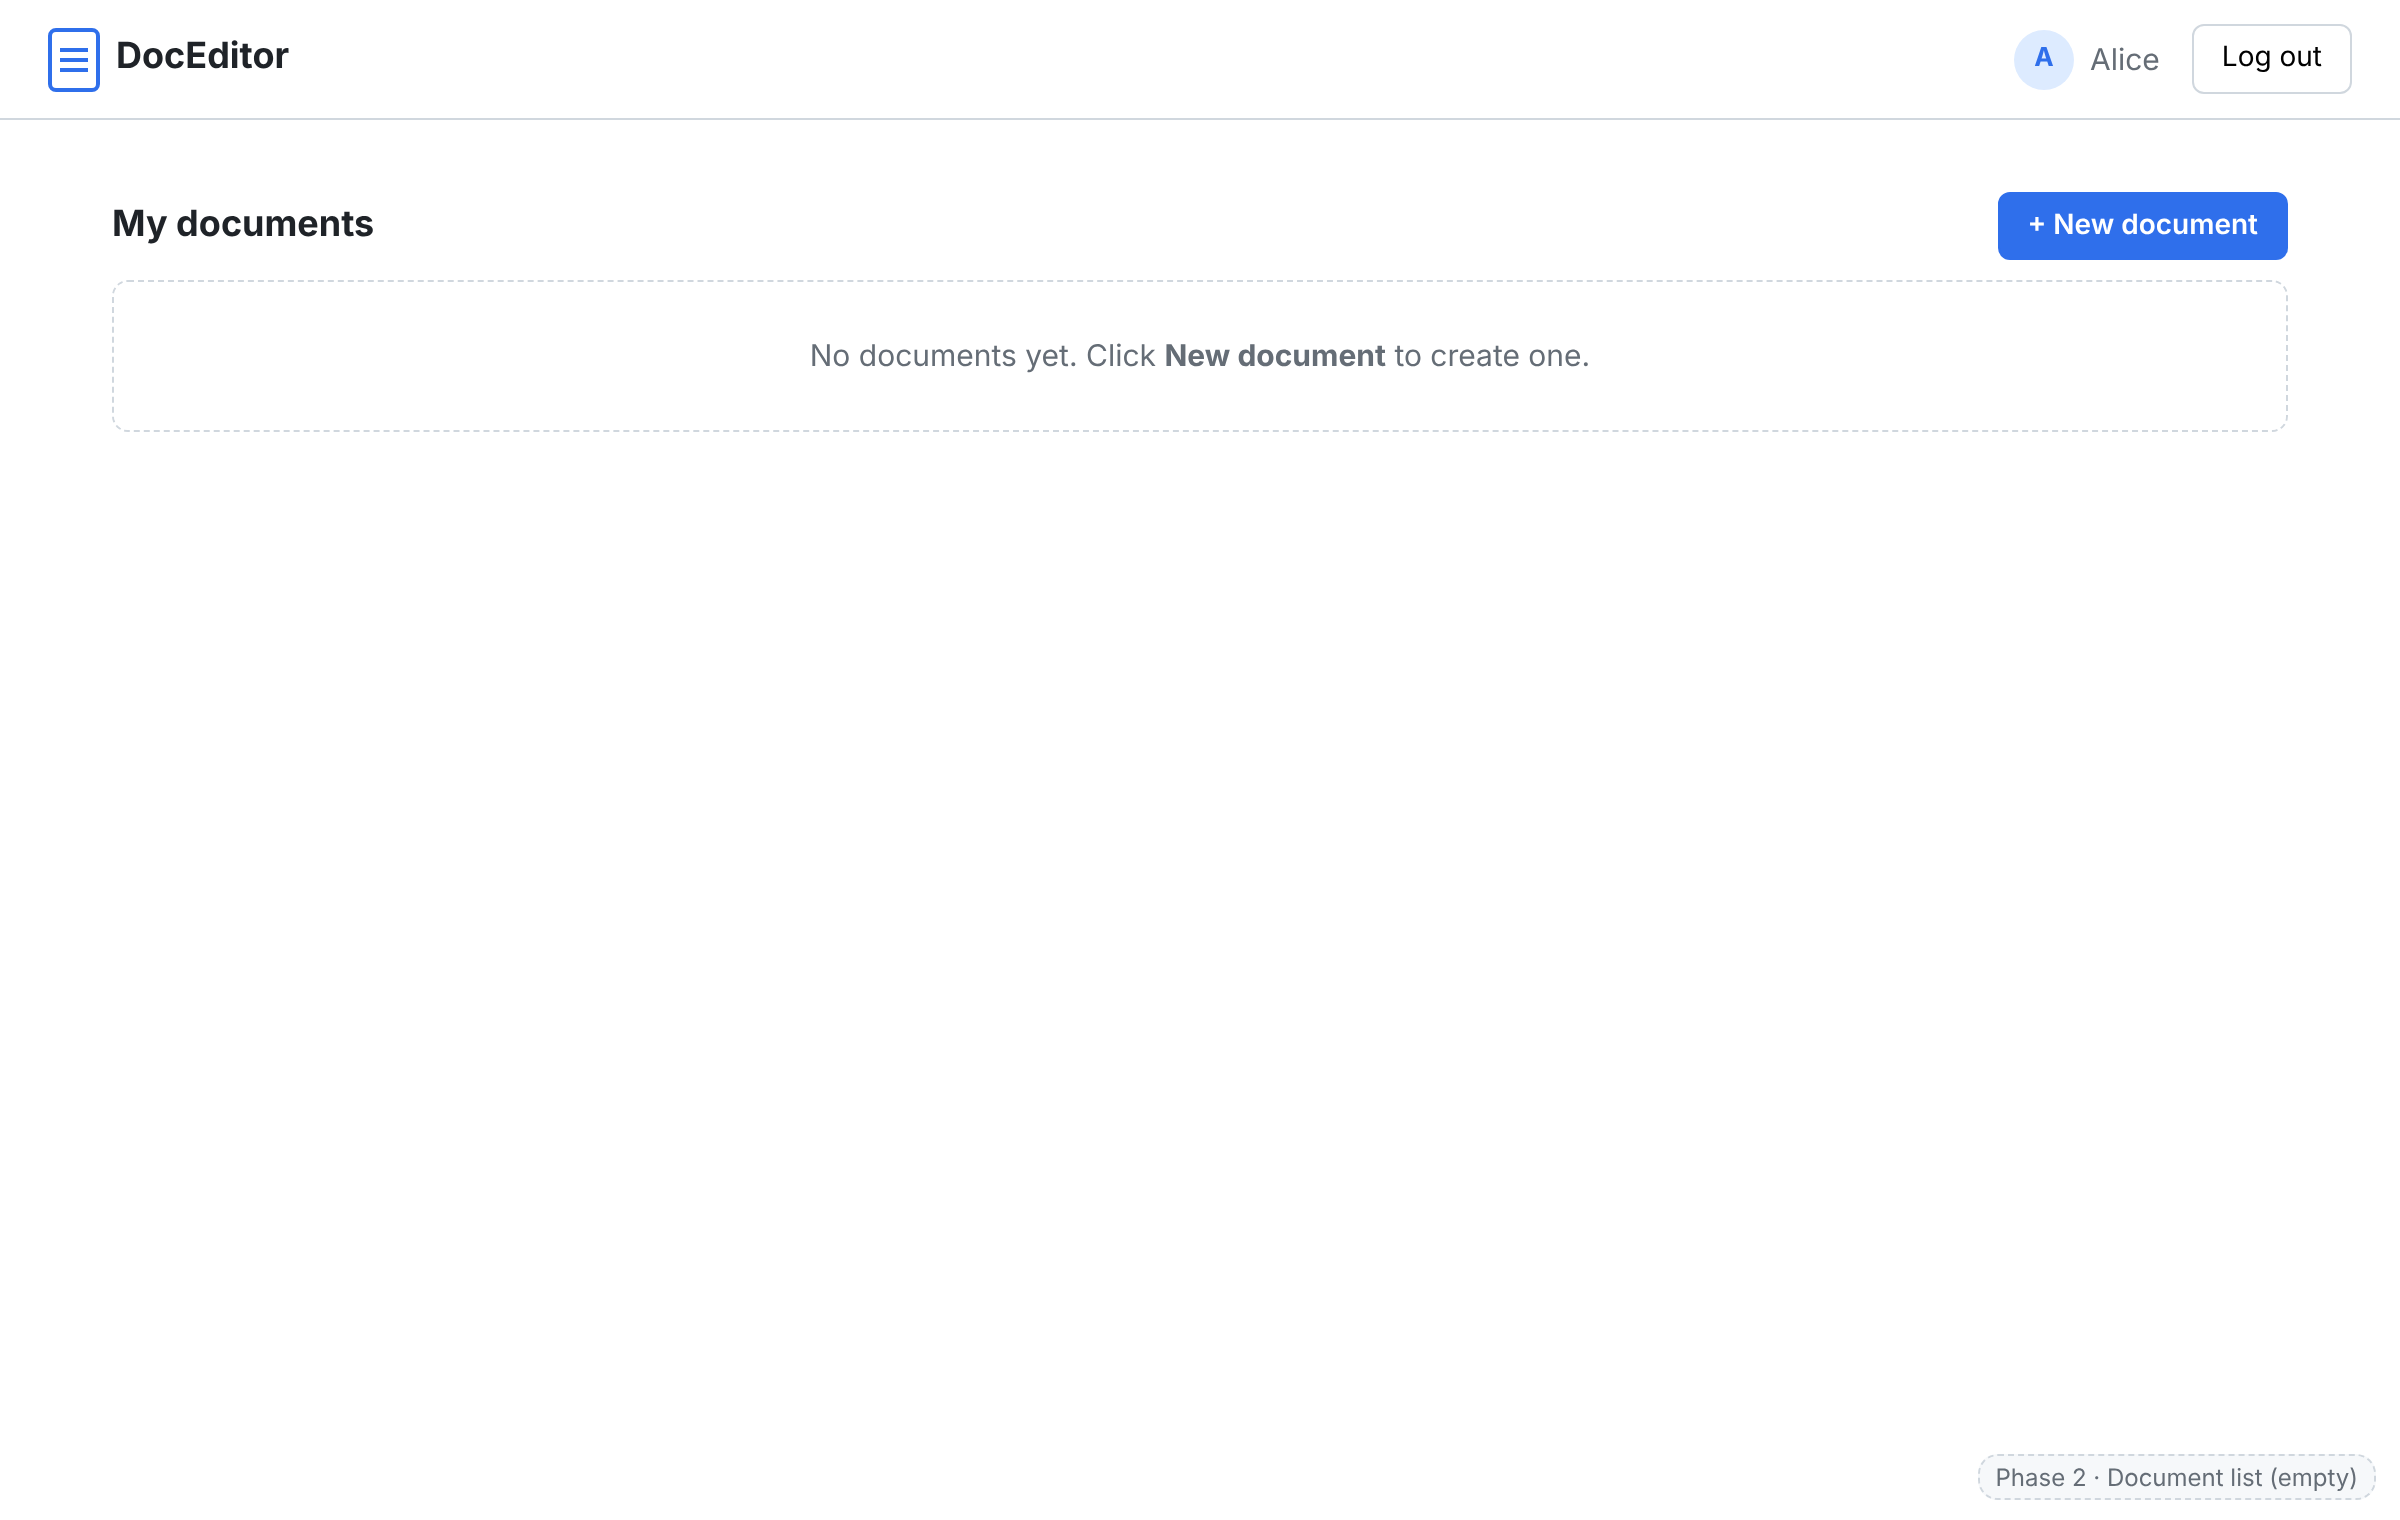 DocEditor
A Alice Log out
My documents
+ New document
No documents yet. Click New document to create one.
Phase 2 · Document list (empty)